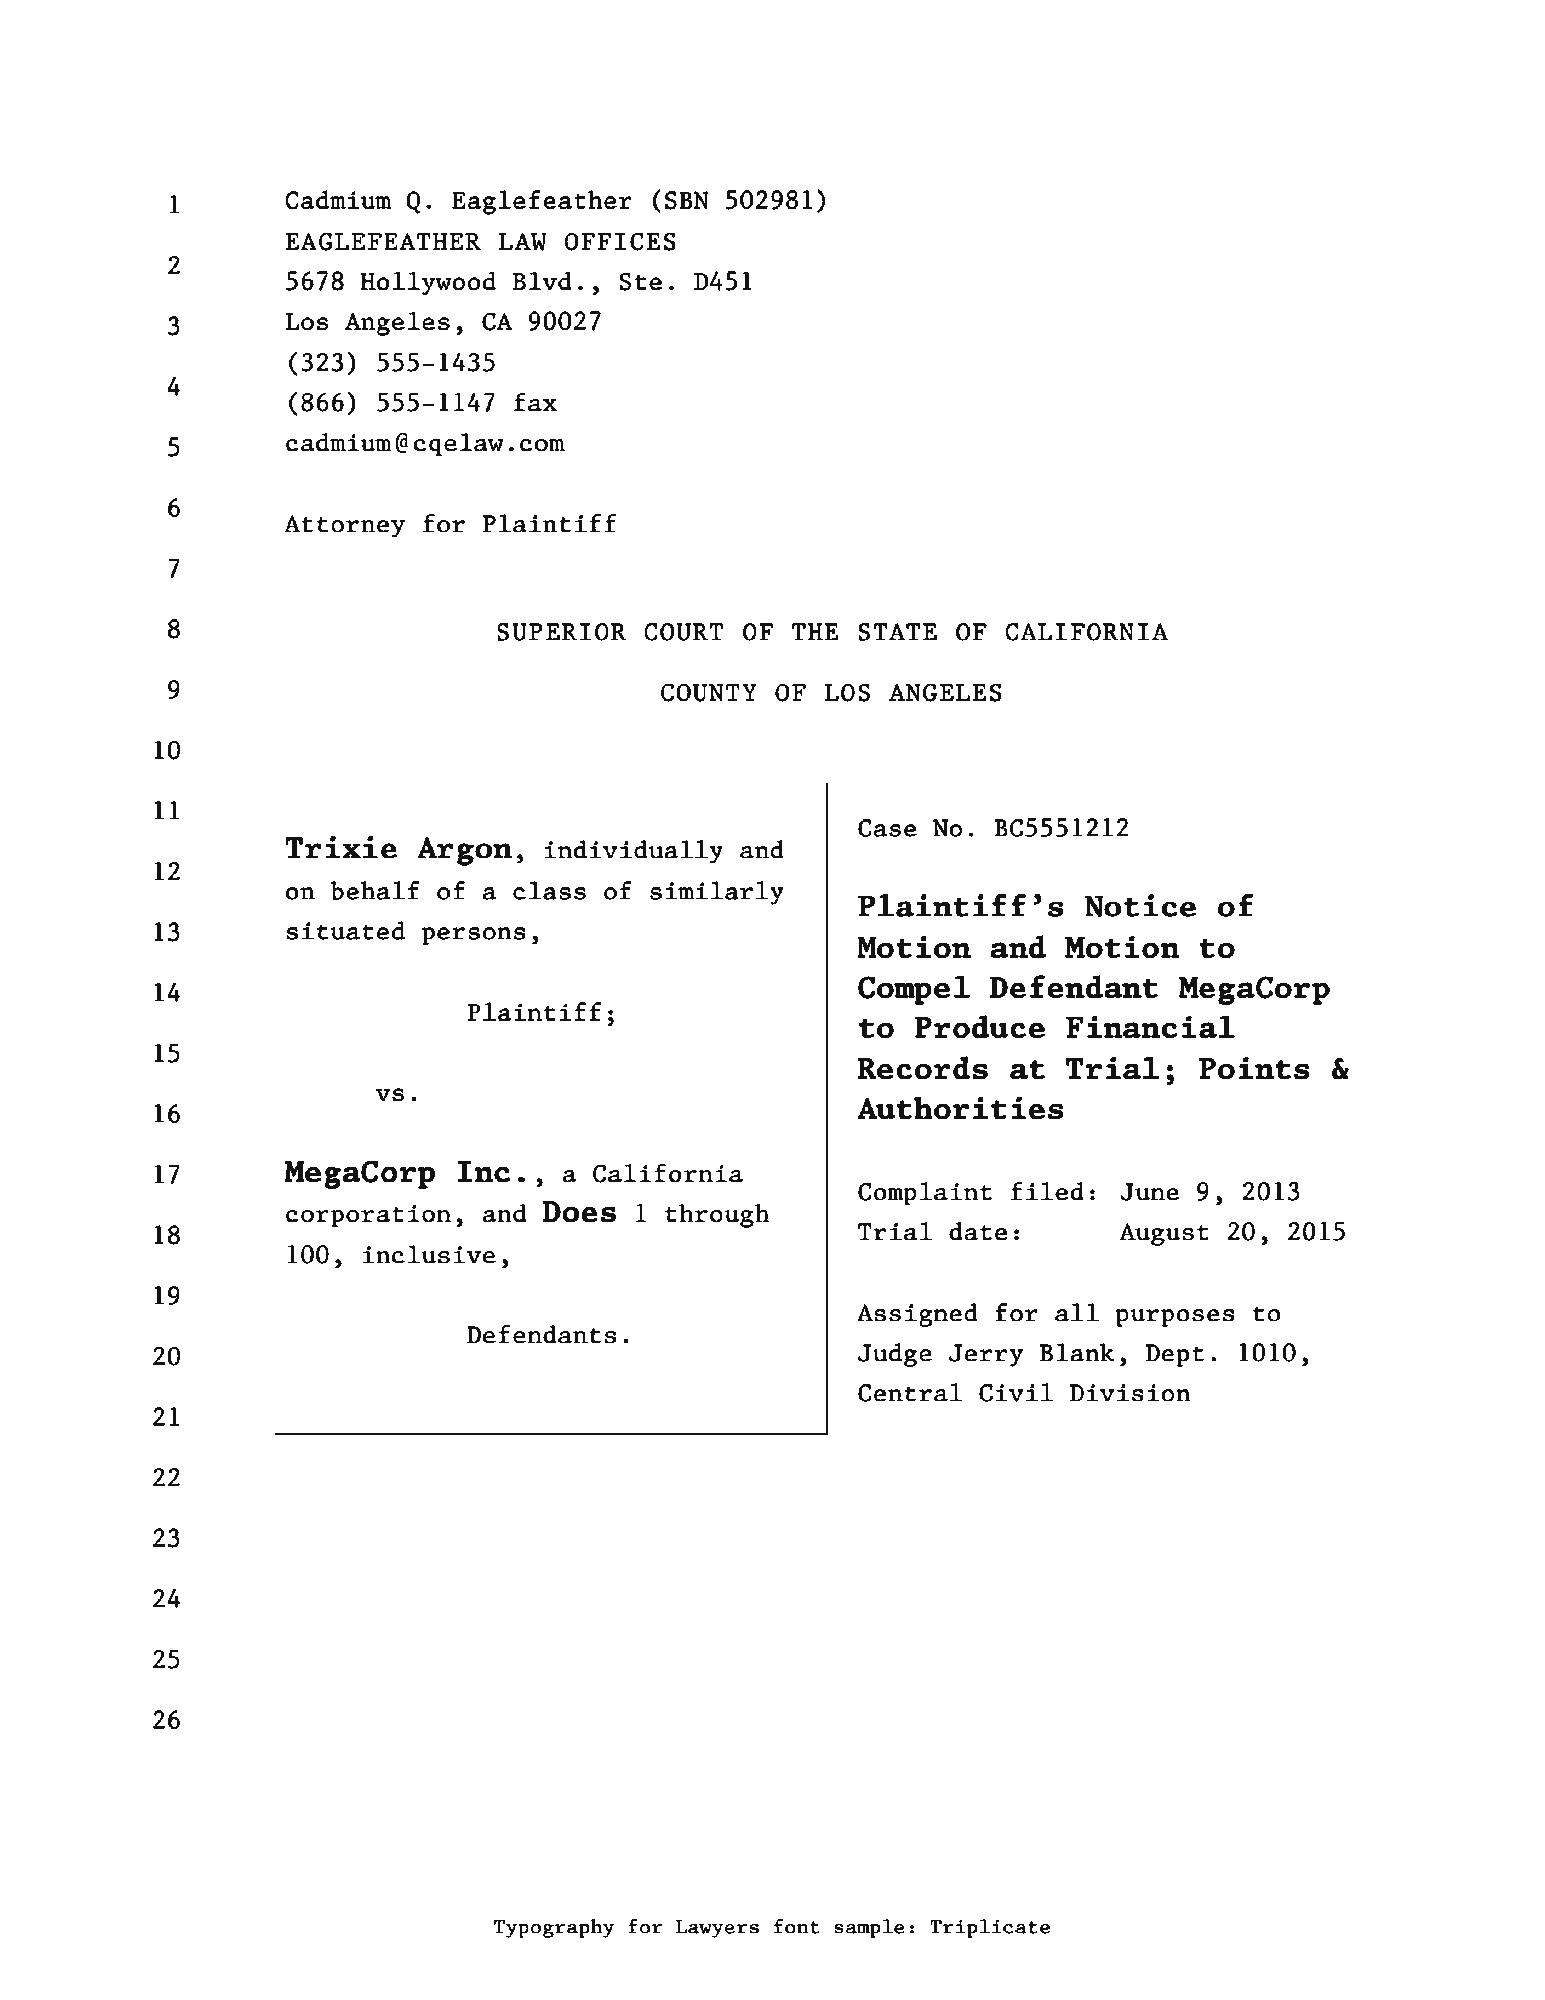 1
2
3
4
5
6
7
8
9
10
11
12
13
14
15
16
17
18
19
20
21
22
23
24
25
26
Cadmium Q. Eaglefeather (SBN 502981)
EAGLEFEATHER LAW OFFICES
5678 Hollywood Blvd., Ste. D451
Los Angeles, CA 90027
(323) 555-1435
(866) 555-1147 fax
cadmium@cqelaw.com
Attorney for Plaintiff
SUPERIOR COURT OF THE STATE OF CALIFORNIA
COUNTY OF LOS ANGELES
Trixie Argon, individually and
on behalf of a class of similarly
situated persons,
Plaintiff;
vs.
MegaCorp Inc., a California
corporation, and Does 1 through
100, inclusive,
Defendants.
Case No. BC5551212
Plaintiff’s Notice of
Motion and Motion to
Compel Defendant MegaCorp
to Produce Financial
Records at Trial; Points &
Authorities
Complaint filed: June 9, 2013
Trial date: August 20, 2015
Assigned for all purposes to
Judge Jerry Blank, Dept. 1010,
Central Civil Division
Typography for Lawyers font sample: Triplicate